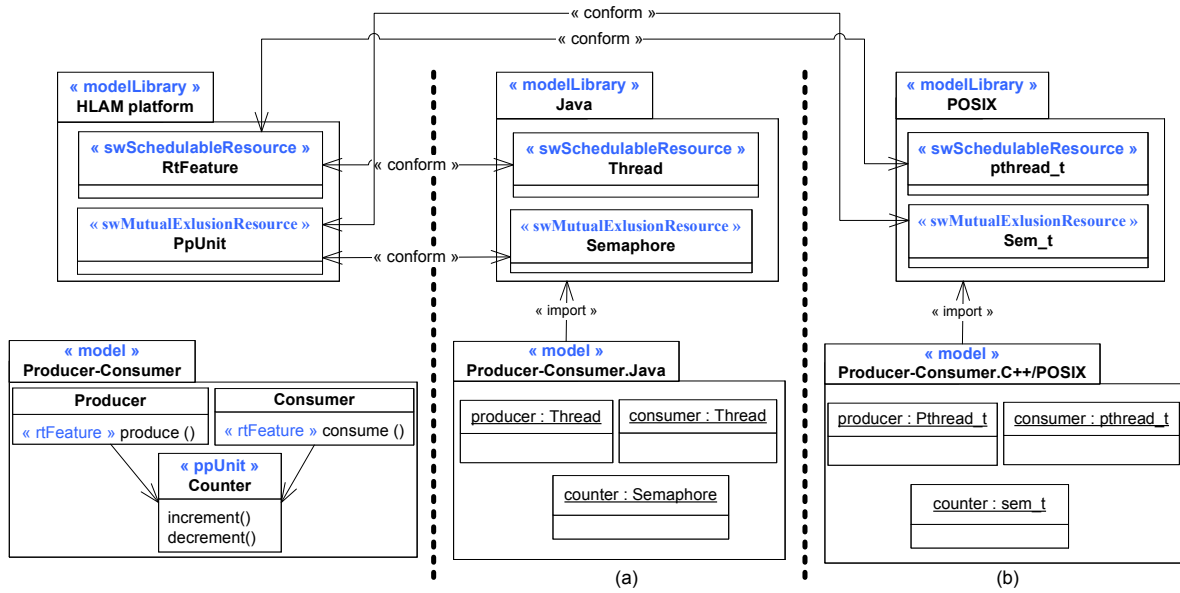 « conform »
« conform »
« modelLibrary »
HLAM platform
« swSchedulableResource »
RtFeature
« swMutualExlusionResource »
PpUnit
« conform »
« conform »
« modelLibrary »
Java
« swSchedulableResource »
Thread
« swMutualExlusionResource »
Semaphore
« modelLibrary »
POSIX
« swSchedulableResource »
pthread_t
« swMutualExlusionResource »
Sem_t
« import »
« import »
« model »
Producer-Consumer
Producer
« rtFeature » produce ()
Consumer
« rtFeature » consume ()
« ppUnit »
Counter
increment()
decrement()
« model »
Producer-Consumer.Java
producer : Thread
consumer : Thread
counter : Semaphore
(a)
« model »
Producer-Consumer.C++/POSIX
producer : Pthread_t
consumer : pthread_t
counter : sem_t
(b)